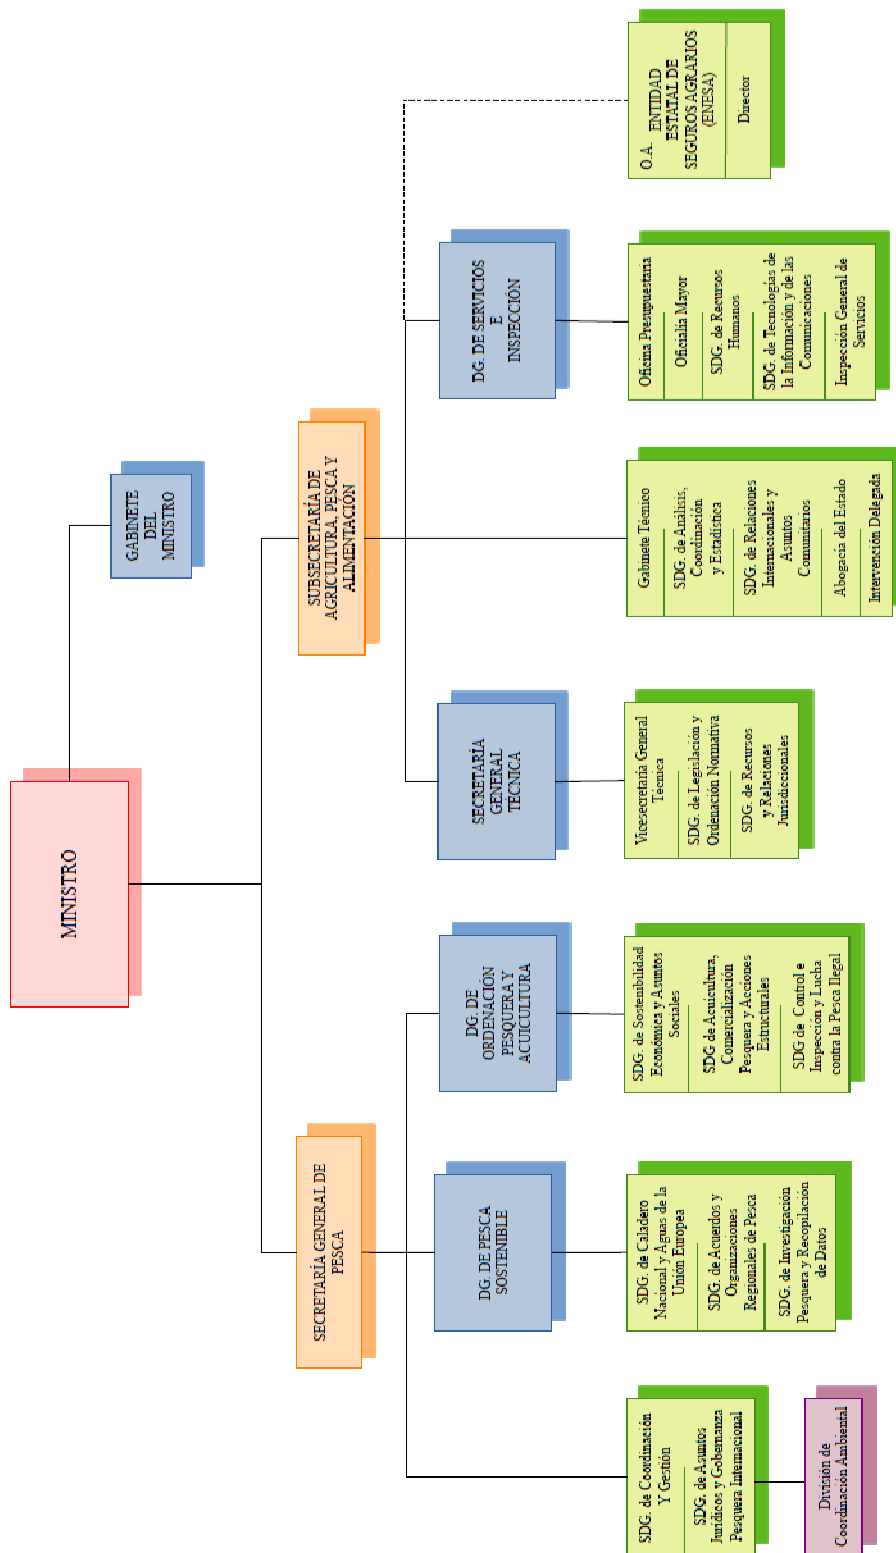 MINISTRO
GABINETE
DEL
MINISTRO
SECRETARÍA GENERAL DE
PESCA
SUBSECRETARÍA DE
AGRICULTURA, PESCA Y
ALIMENTACIÓN
DG. DE PESCA
SOSTENIBLE
DG. DE
ORDENACIÓN
PESQUERA Y
ACUICULTURA
SECRETARÍA
GENERAL
TÉCNICA
DG. DE SERVICIOS
E
INSPECCIÓN
SDG. de Coordinación
Y Gestión
SDG. de Asuntos
Jurídicos y Gobernanza
Pesquera Internacional
División de
Coordinación Ambiental
SDG. de Caladero
Nacional y Aguas de la
Unión Europea
SDG. de Acuerdos y
Organizaciones
Regionales de Pesca
SDG. de Investigación
Pesquera y Recopilación
de Datos
SDG. de Sostenibilidad
Económica y Asuntos
Sociales
SDG de Acuicultura,
Comercialización
Pesquera y Acciones
Estructurales
SDG de Control e
Inspección y Lucha
contra la Pesca Ilegal
Vicesecretaria General
Técnica
SDG. de Legislación y
Ordenación Normativa
SDG. de Recursos
y Relaciones
Jurisdiccionales
Gabinete Técnico
SDG. de Análisis,
Coordinación
y Estadística
SDG. de Relaciones
Internacionales y
Asuntos
Comunitarios
Abogacía del Estado
Intervención Delegada
Oficina Presupuestaria
Oficialía Mayor
SDG. de Recursos
Humanos
SDG. de Tecnologías de
la Información y de las
Comunicaciones
Inspección General de
Servicios
O.A. ENTIDAD
ESTATAL DE
SEGUROS AGRARIOS
(ENESA)
Director